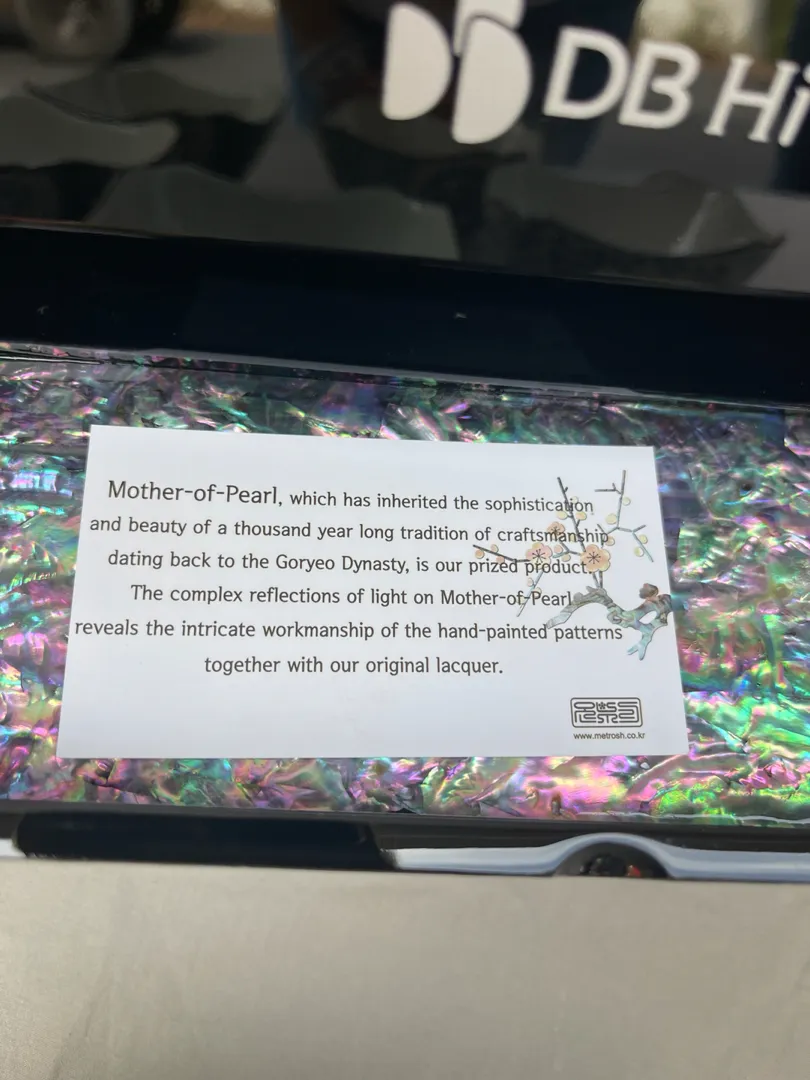 DB Hi
Mother-of-Pearl, which has inherited the sophistication
and beauty of a thousand year long tradition of craftsmanship
dating back to the Goryeo Dynasty, is our prized product.
The complex reflections of light on Mother-of-Pearl
reveals the intricate workmanship of the hand-painted patterns
together with our original lacquer.
www.metrosh.co.kr